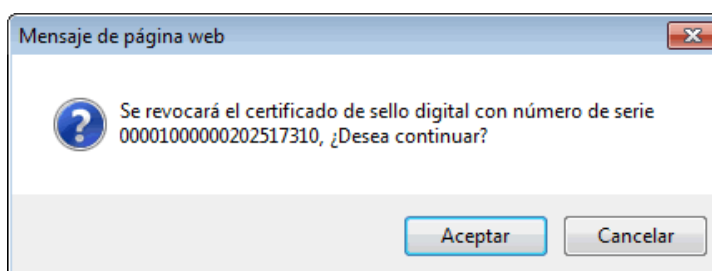 Mensaje de página web
Se revocará el certificado de sello digital con número de serie
00001000000202517310, ¿Desea continuar?
Aceptar
Cancelar